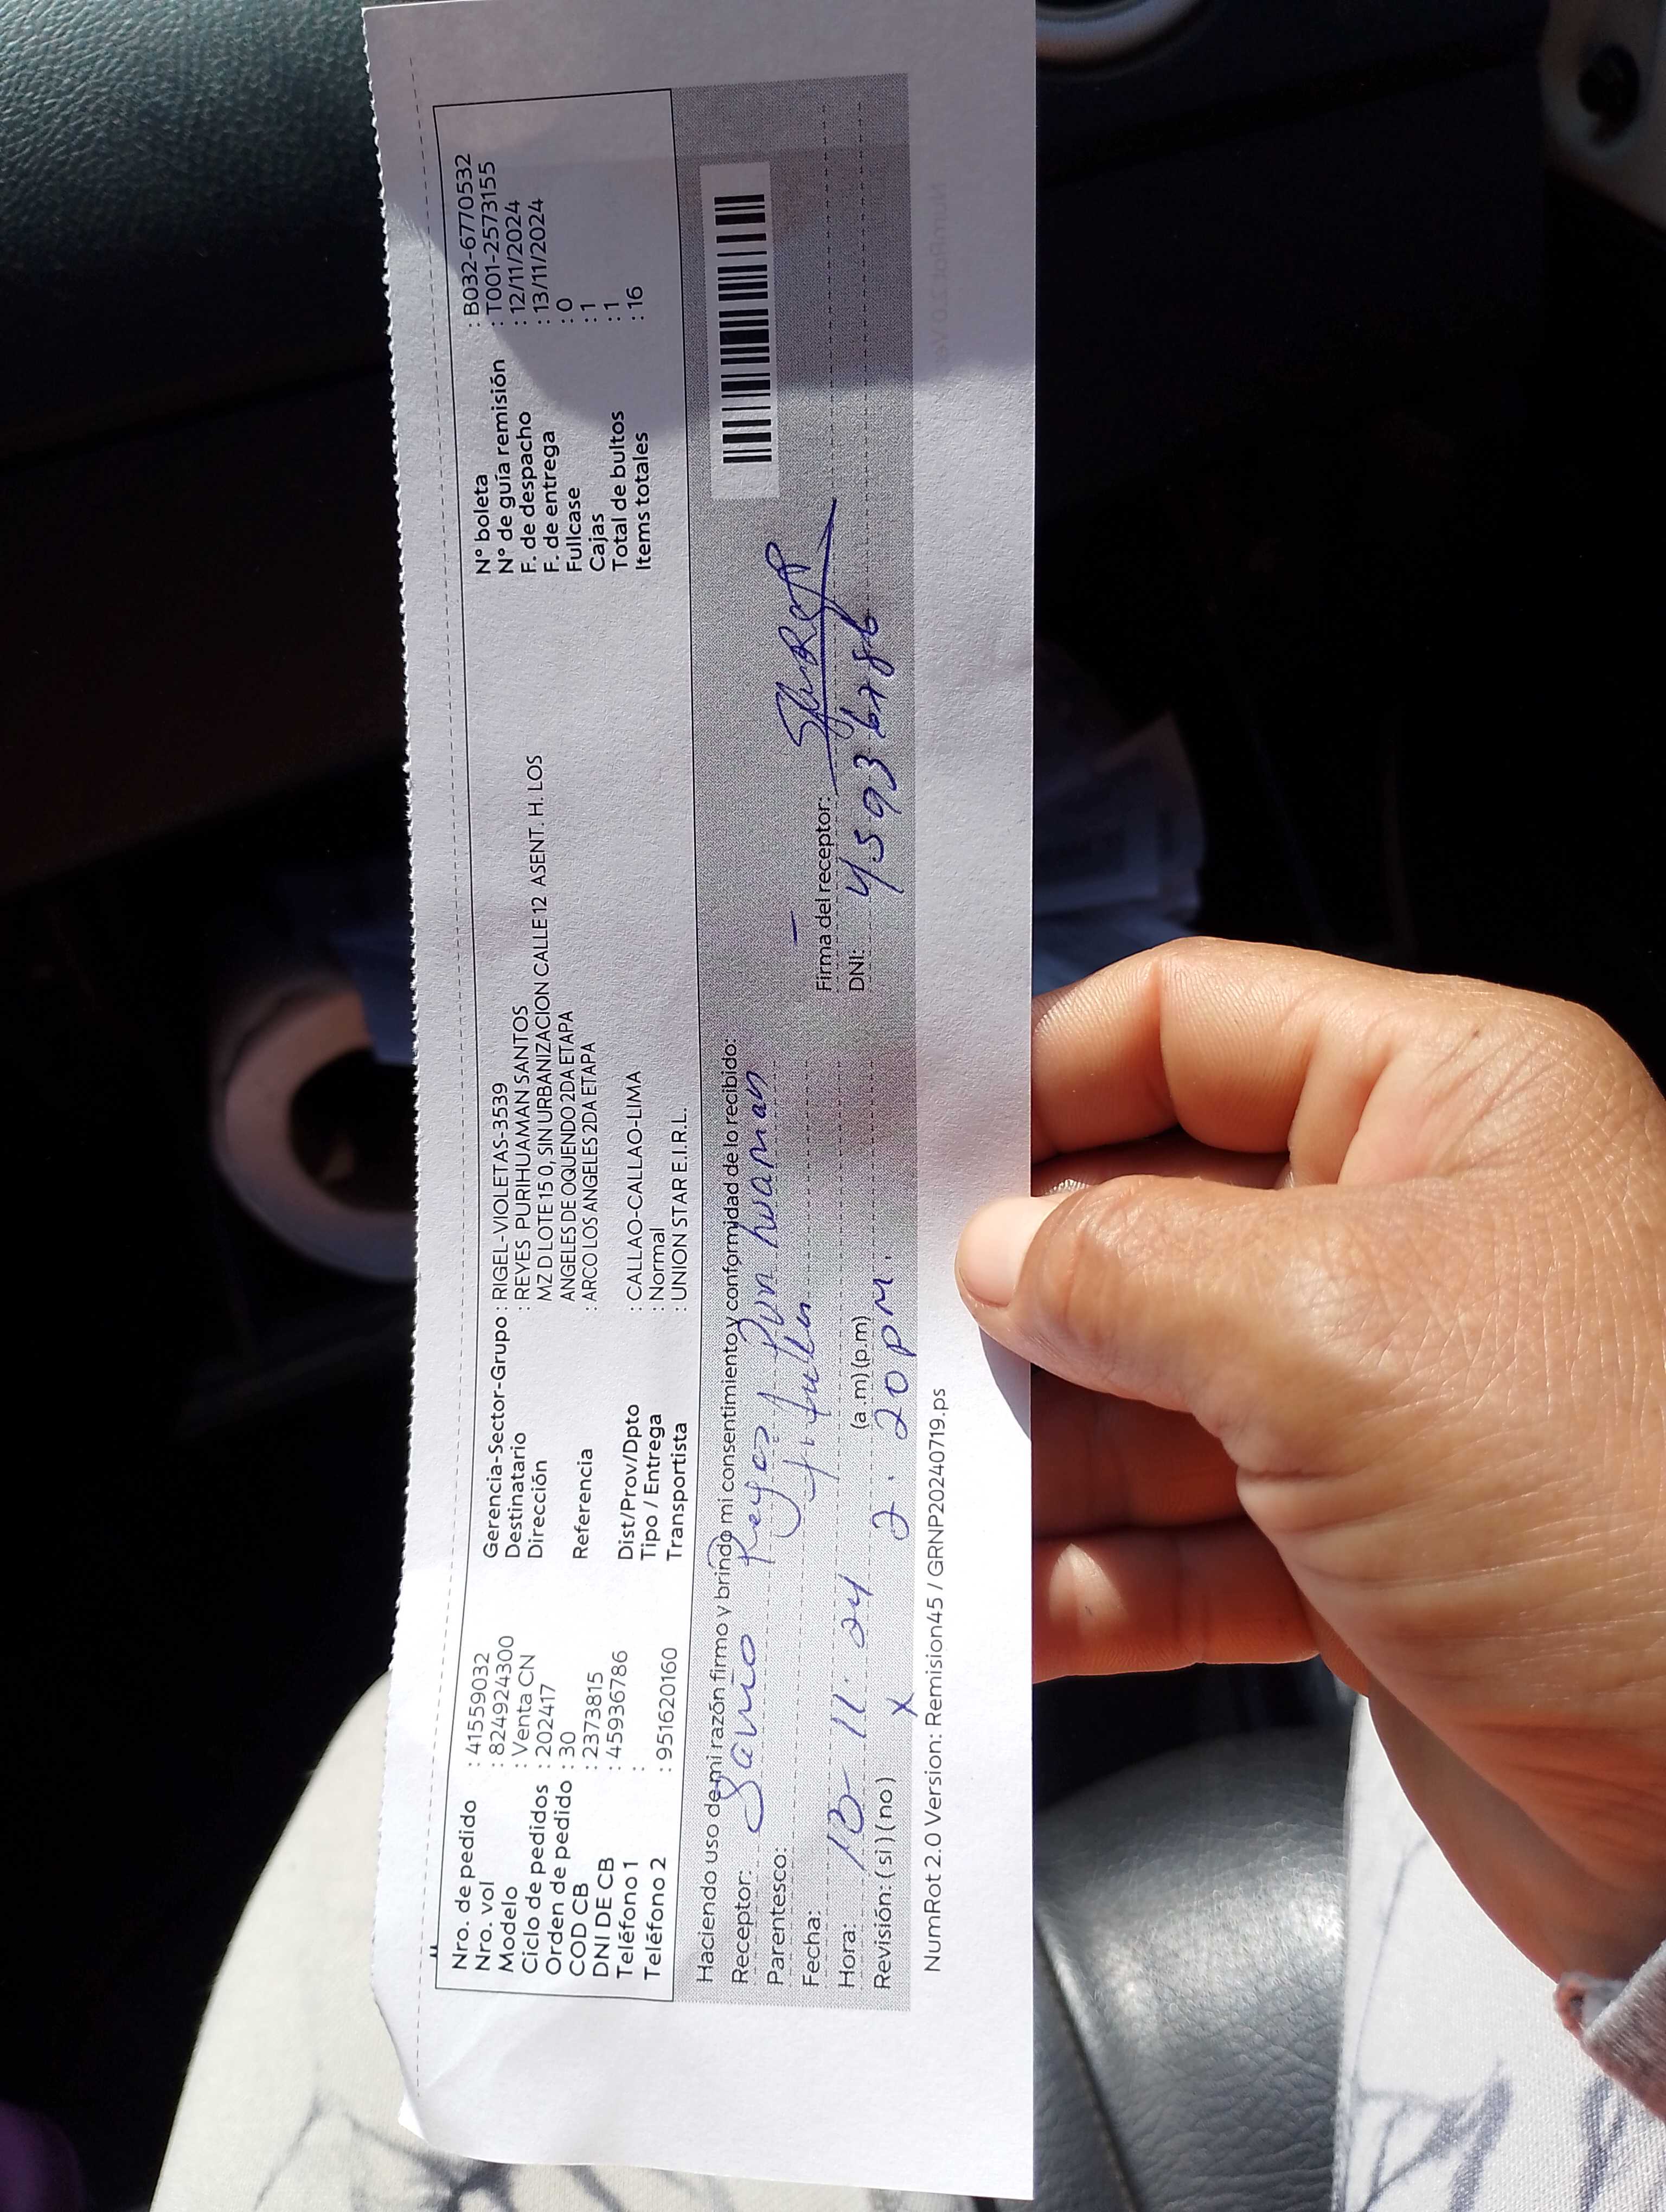 Nro. de pedido : 41559032
Nro. vol : 824924300
Modelo : Venta CN
Ciclo de pedidos : 202417
Orden de pedido : 30
COD CB : 2373815
DNI DE CB : 45936786
Teléfono 1 :
Teléfono 2 : 951620160
Gerencia-Sector-Grupo : RIGEL-VIOLETAS-3539
Destinatario : REYES PURIHUAMAN SANTOS
Dirección MZ D LOTE 15 0, SIN URBANIZACION CALLE 12 ASENT. H. LOS
ANGELES DE OQUENDO 2DA ETAPA
Referencia : ARCO LOS ANGELES 2DA ETAPA
Dist/Prov/Dpto : CALLAO-CALLAO-LIMA
Tipo / Entrega : Normal
Transportista : UNION STAR E.I.R.L.
N° boleta : B032-6770532
N° de guía remisión : T001-2573155
F. de despacho : 12/11/2024
F. de entrega : 13/11/2024
Fullcase : 0
Cajas : 1
Total de bultos : 1
Items totales : 16
Haciendo uso de mi razón firmo y brindo mi consentimiento y conformidad de lo recibido:
Receptor: Reyes Puri huaman
Parentesco:
Fecha: 13- 11. 24
Hora: 2. 20 PM. (a.m) (p.m)
Revisión: (si) (no) X
Firma del receptor:
DNI: 45936786
NumRot 2.0 Version: Remision45 / GRNP20240719.ps